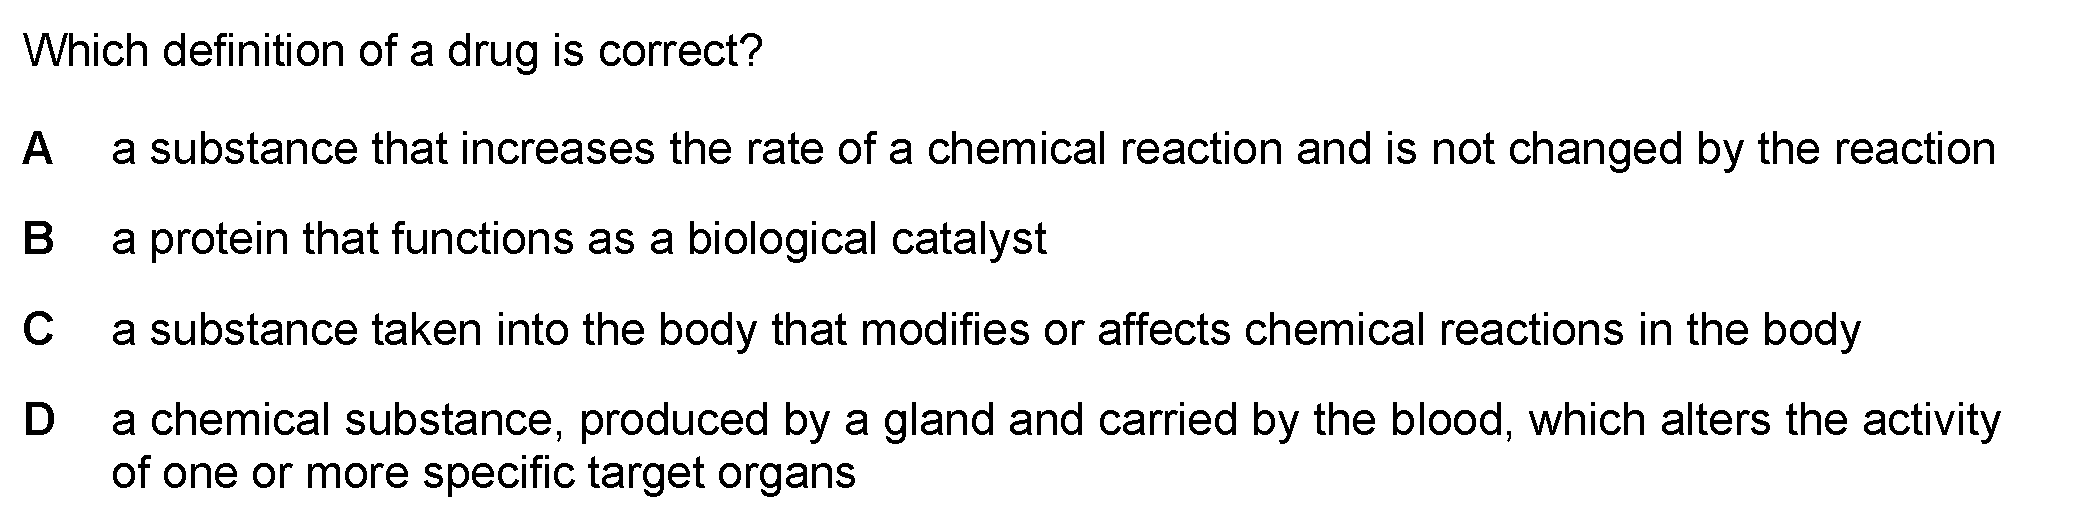 Which definition of a drug is correct?
A a substance that increases the rate of a chemical reaction and is not changed by the reaction
B a protein that functions as a biological catalyst
C a substance taken into the body that modifies or affects chemical reactions in the body
D a chemical substance, produced by a gland and carried by the blood, which alters the activity
of one or more specific target organs